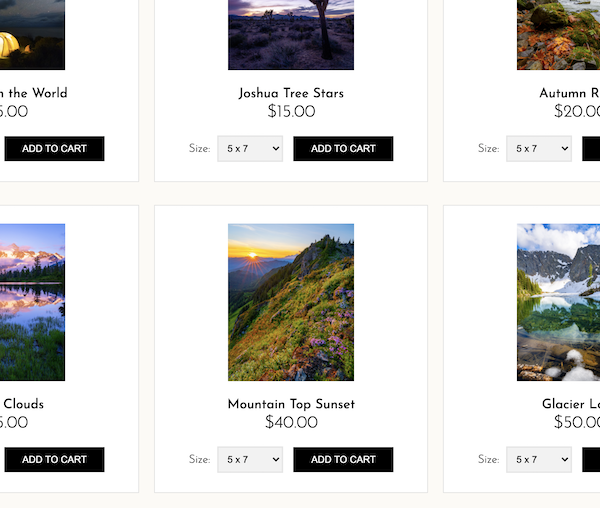 n the World
5.00
ADD TO CART
Joshua Tree Stars
$15.00
Size: 5 x 7 ADD TO CART
Autumn R
$20.00
Size: 5 x 7
Clouds
5.00
ADD TO CART
Mountain Top Sunset
$40.00
Size: 5 x 7 ADD TO CART
Glacier L
$50.00
Size: 5 x 7